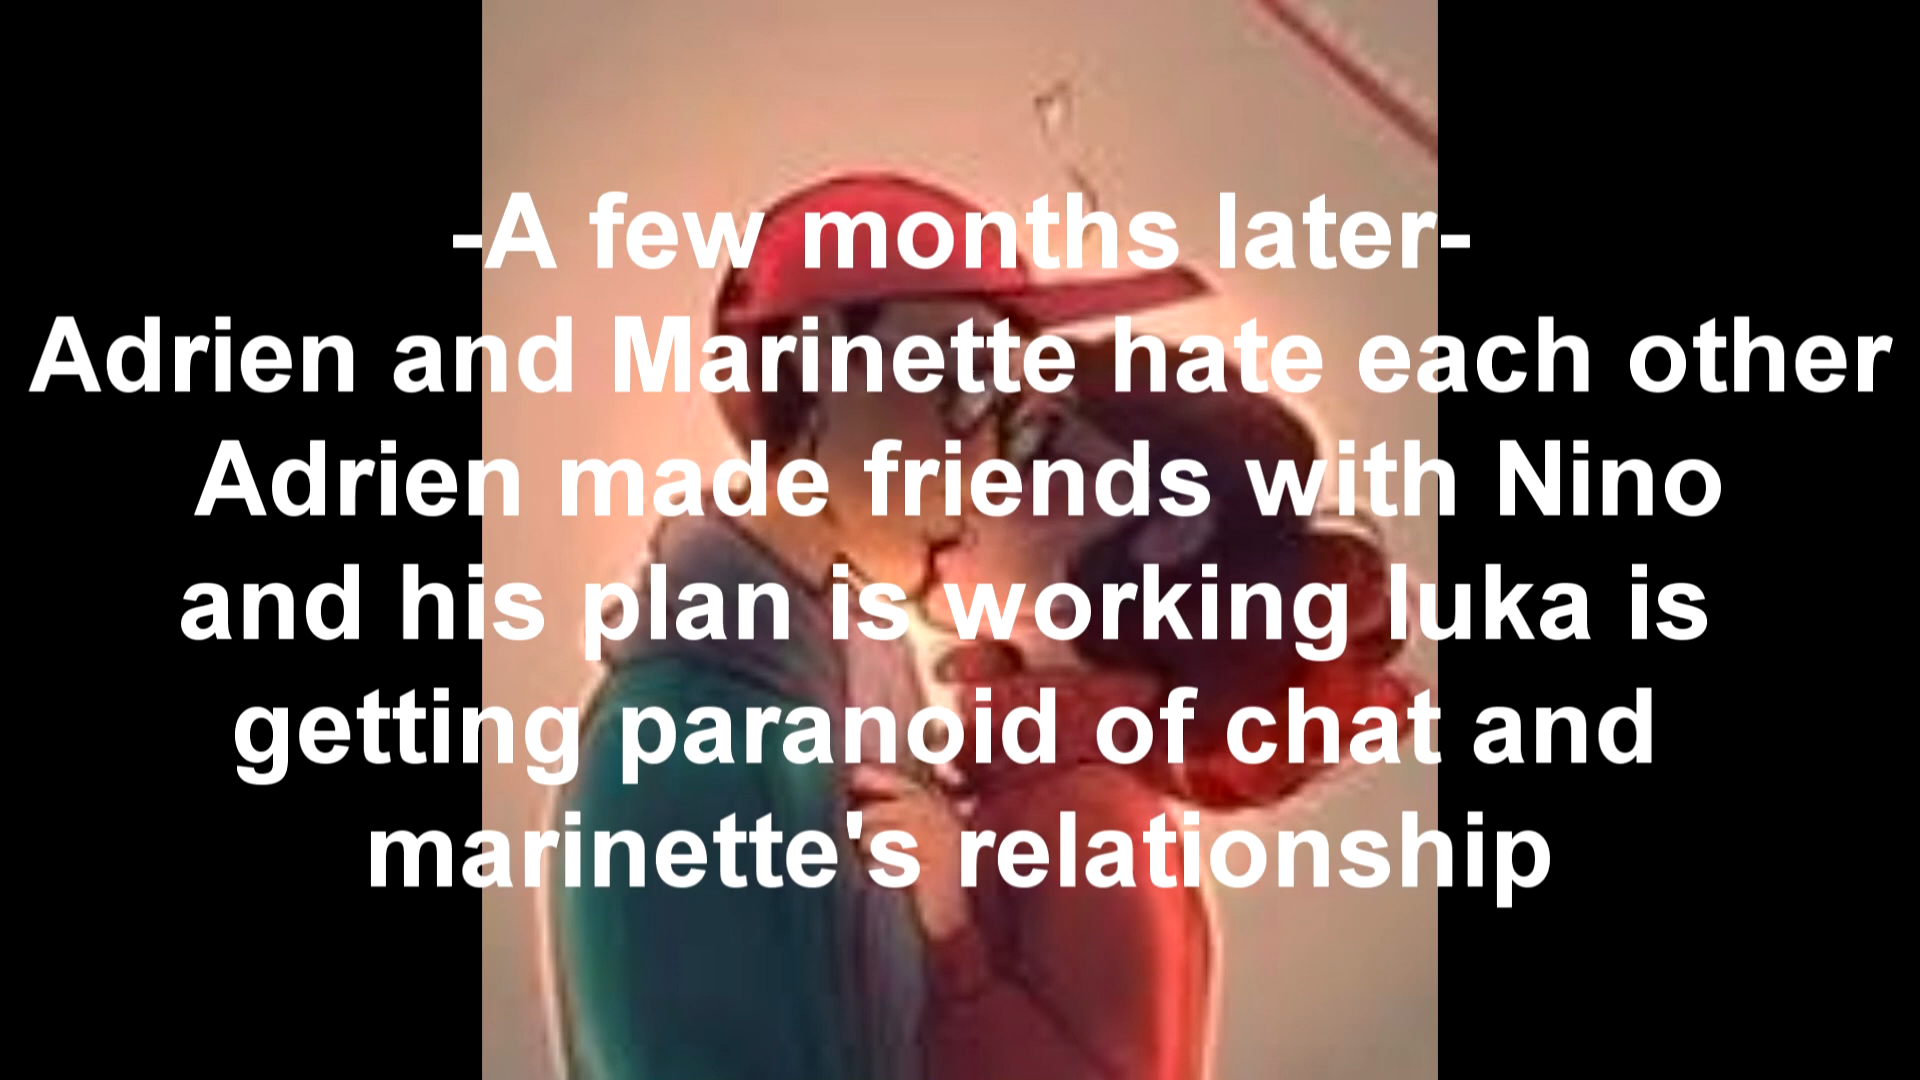 -A few months later-
Adrien and Marinette hate each other
Adrien made friends with Nino
and his plan is working luka is
getting paranoid of chat and
marinette's relationship